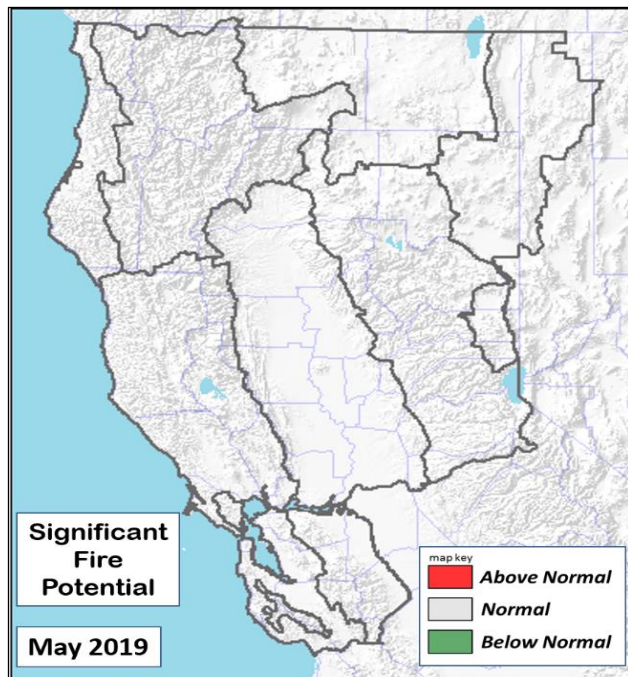 Significant
Fire
Potential
May 2019
map key
Above Normal
Normal
Below Normal